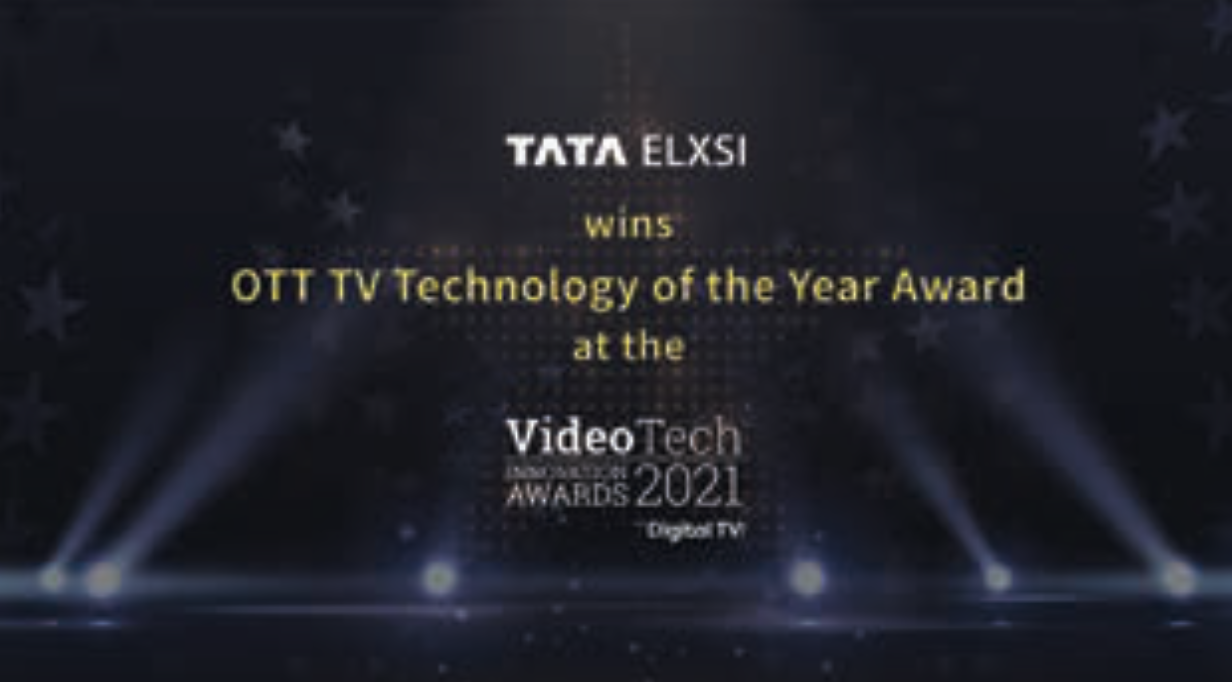 TATA ELXSI
wins
OTT TV Technology of the Year Award
at the
VideoTech
INNOVATION
AWARDS 2021
Digital TV